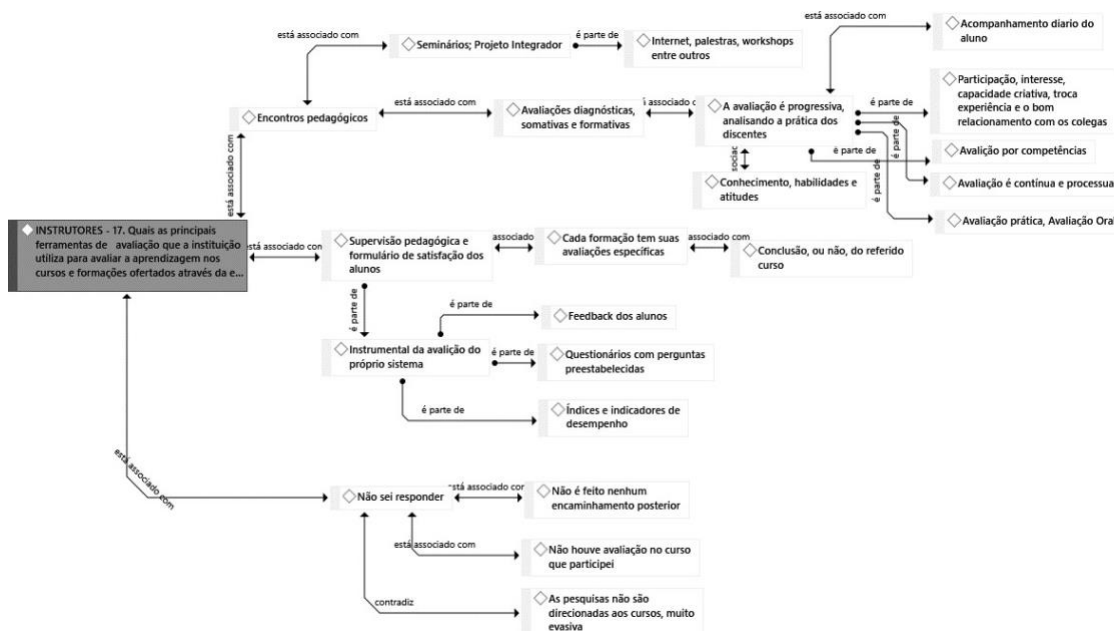 está associado com
Acompanhamento diario do
aluno
está associado com
Seminários; Projeto Integrador
é parte de
Internet, palestras, workshops
entre outros
Participação, interesse,
capacidade criativa, troca
experiência e o bom
relacionamento com os colegas
é parte de
está associado com
Encontros pedagógicos
está associado com
Avaliações diagnósticas,
somativas e formativas
está associado c
A avaliação é progressiva,
analisando a prática dos
discentes
é parte de
é parte de
Avalição por competências
é parte de
sociac
Conhecimento, habilidades e
atitudes
Avaliação é contínua e processua
Avaliação prática, Avaliação Oral
INSTRUTORES - 17. Quais as principais
ferramentas de avaliação que a instituição
utiliza para avaliar a aprendizagem nos
cursos e formações ofertados através da e...
está associado con
Supervisão pedagógica e
formulário de satisfação dos
alunos
associado
Cada formação tem suas
avaliações específicas
associado com
Conclusão, ou não, do referido
curso
é parte de
é parte de
Feedback dos alunos
Instrumental da avalição do
próprio sistema
é parte de
Questionários com perguntas
preestabelecidas
é parte de
Índices e indicadores de
desempenho
está associado com
Não sei responder
stá associado con
Não é feito nenhum
encaminhamento posterior
está associado com
Não houve avaliação no curso
que participei
contradiz
As pesquisas não são
direcionadas aos cursos, muito
evasiva